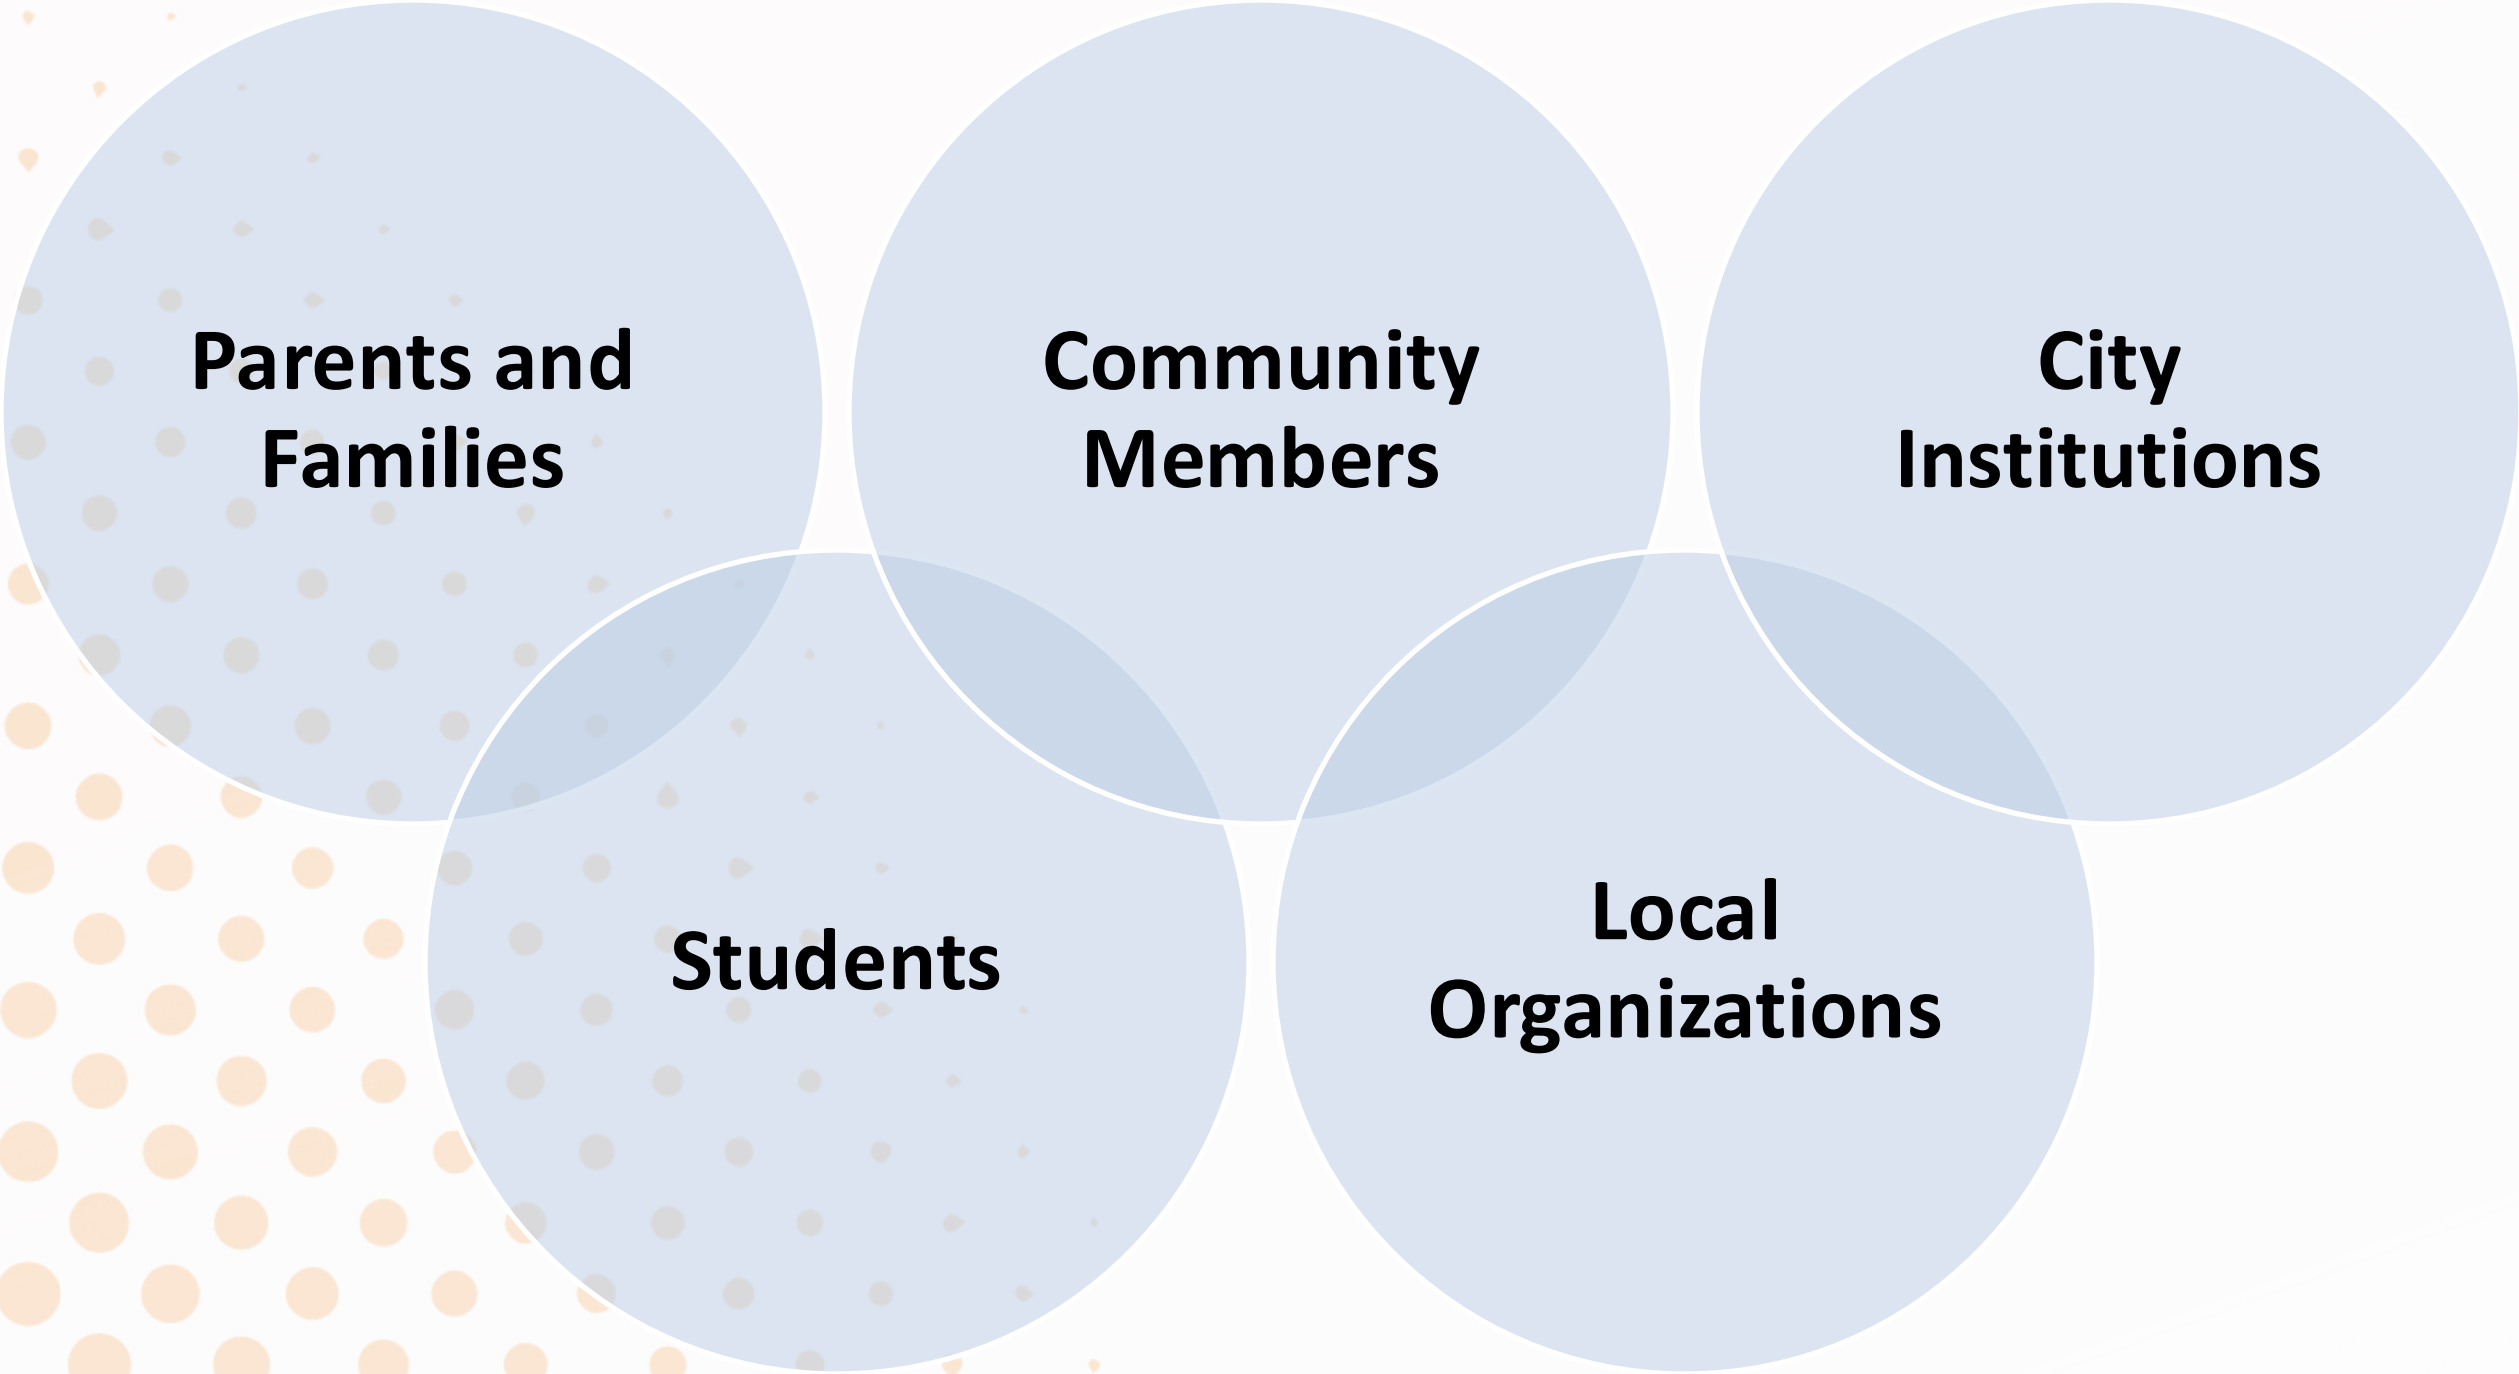 Parents and
Families
Community
Members
City
Institutions
Students
Local
Organizations